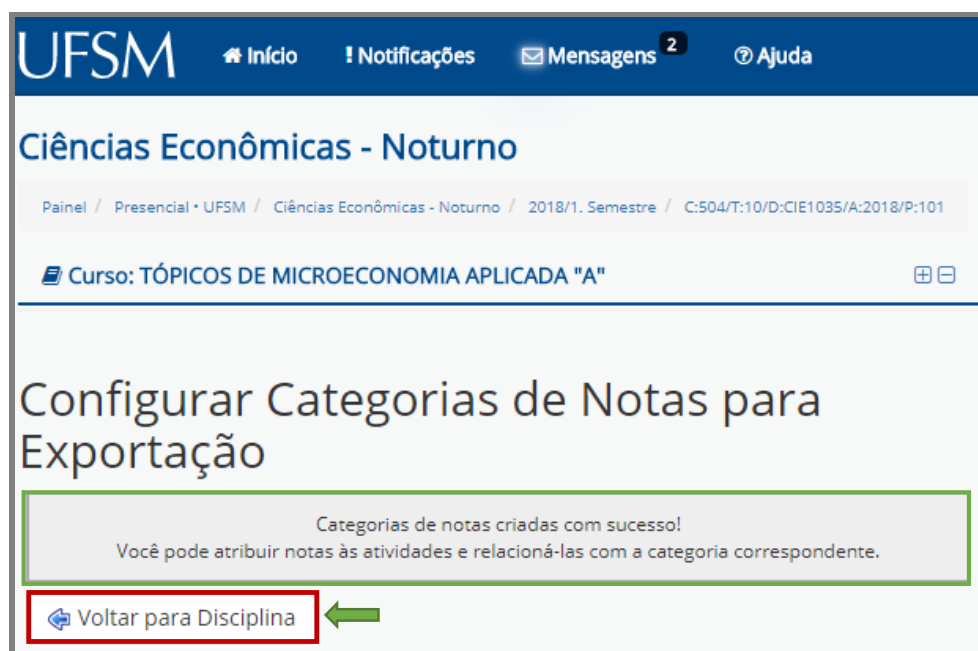 UFSM Início ! Notificações Mensagens 2 Ajuda
Ciências Econômicas - Noturno
Painel / Presencial • UFSM / Ciências Econômicas - Noturno / 2018/1. Semestre / C:504/T:10/D:CIE1035/A:2018/P:101
Curso: TÓPICOS DE MICROECONOMIA APLICADA "A"
Configurar Categorias de Notas para
Exportação
Categorias de notas criadas com sucesso!
Você pode atribuir notas às atividades e relacioná-las com a categoria correspondente.
Voltar para Disciplina